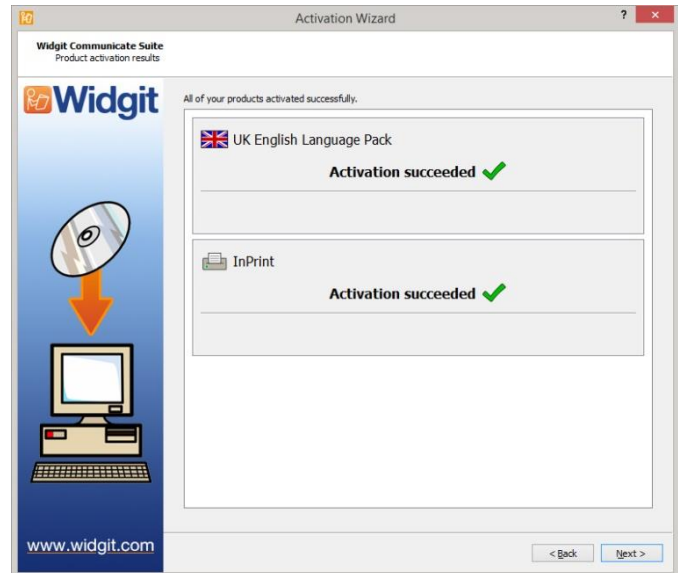 Activation Wizard
? ×
Widgit Communicate Suite
Product activation results
Widgit
All of your products activated successfully.
UK English Language Pack
Activation succeeded
InPrint
Activation succeeded
www.widgit.com
< Back Next >